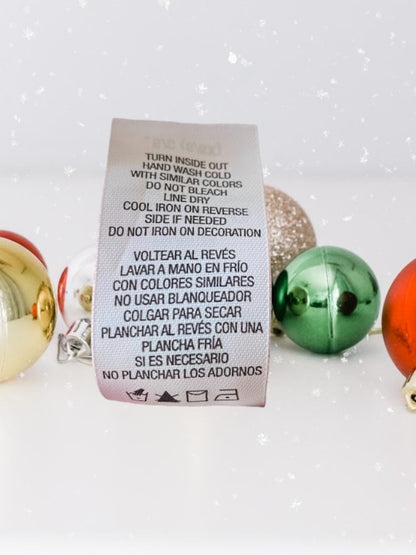 TURN INSIDE OUT
HAND WASH COLD
WITH SIMILAR COLORS
DO NOT BLEACH
LINE DRY
COOL IRON ON REVERSE
SIDE IF NEEDED
DO NOT IRON ON DECORATION
VOLTEAR AL REVÉS
LAVAR A MANO EN FRÍO
CON COLORES SIMILARES
NO USAR BLANQUEADOR
COLGAR PARA SECAR
PLANCHAR AL REVÉS CON UNA
PLANCHA FRÍA
SI ES NECESARIO
NO PLANCHAR LOS ADORNOS